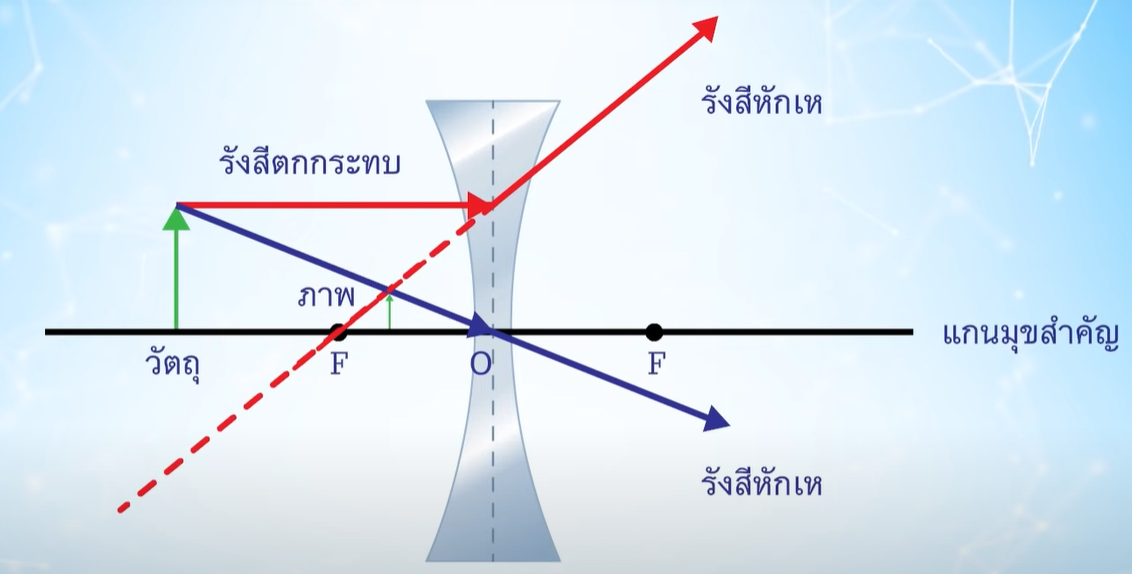 รังสีหักเห
รังสีตกกระทบ
ภาพ
แกนมุขสำคัญ
วัตถุ
F
O
F
รังสีหักเห